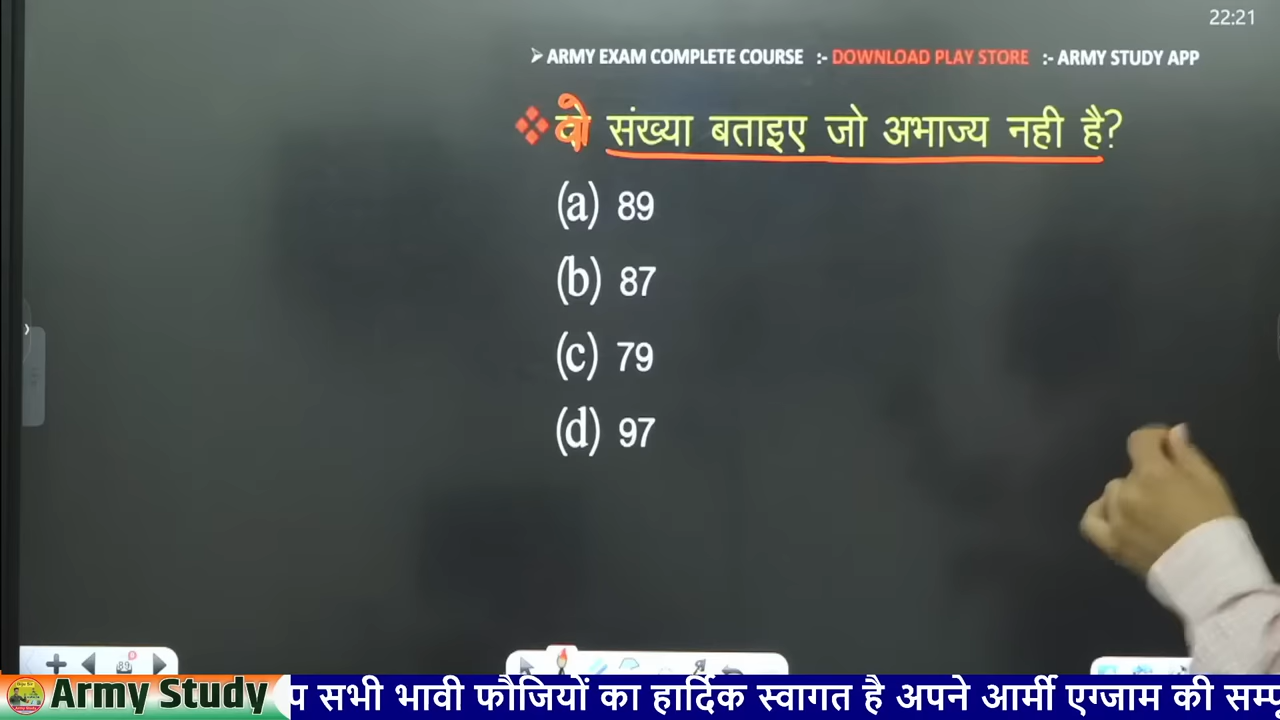 22:21
➢ ARMY EXAM COMPLETE COURSE :- DOWNLOAD PLAY STORE :- ARMY STUDY APP
❖ वो संख्या बताइए जो अभाज्य नही है?
(a) 89
(b) 87
(c) 79
(d) 97
89
Army Study सभी भावी फौजियों का हार्दिक स्वागत है अपने आर्मी एग्जाम की